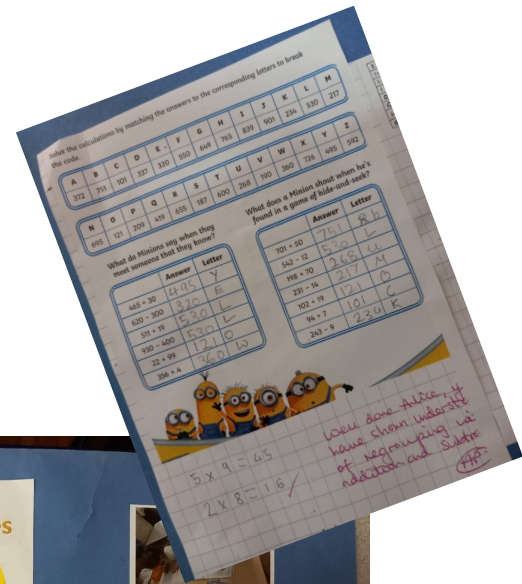 Solve the calculations by matching the answers to the corresponding letters to break
the code.
A B C D E F G H I J K L M
372 751 101 337 320 550 649 765 839 901 234 530 217
N O P Q R S T U V W X Y Z
695 121 209 419 655 187 600 268 190 360 726 495 592
What do Minions say when they
meet someone that they know?
Answer Letter
465 + 30 495 Y
620 - 300 320 E
511 + 19 530 L
930 - 400 530 L
22 + 99 121 O
356 + 4 360 W
What does a Minion shout when he's
found in a game of hide-and-seek?
Answer Letter
701 + 50 751 B b
542 - 12 530 L
198 + 70 268 U
231 - 14 217 M
102 + 19 121 O
94 + 7 101 C
243 - 9 234 K
5 x 9 = 45
2 x 8 = 16
Well done Alice, y
have shown understa
of regrouping in
addition and subtra
es